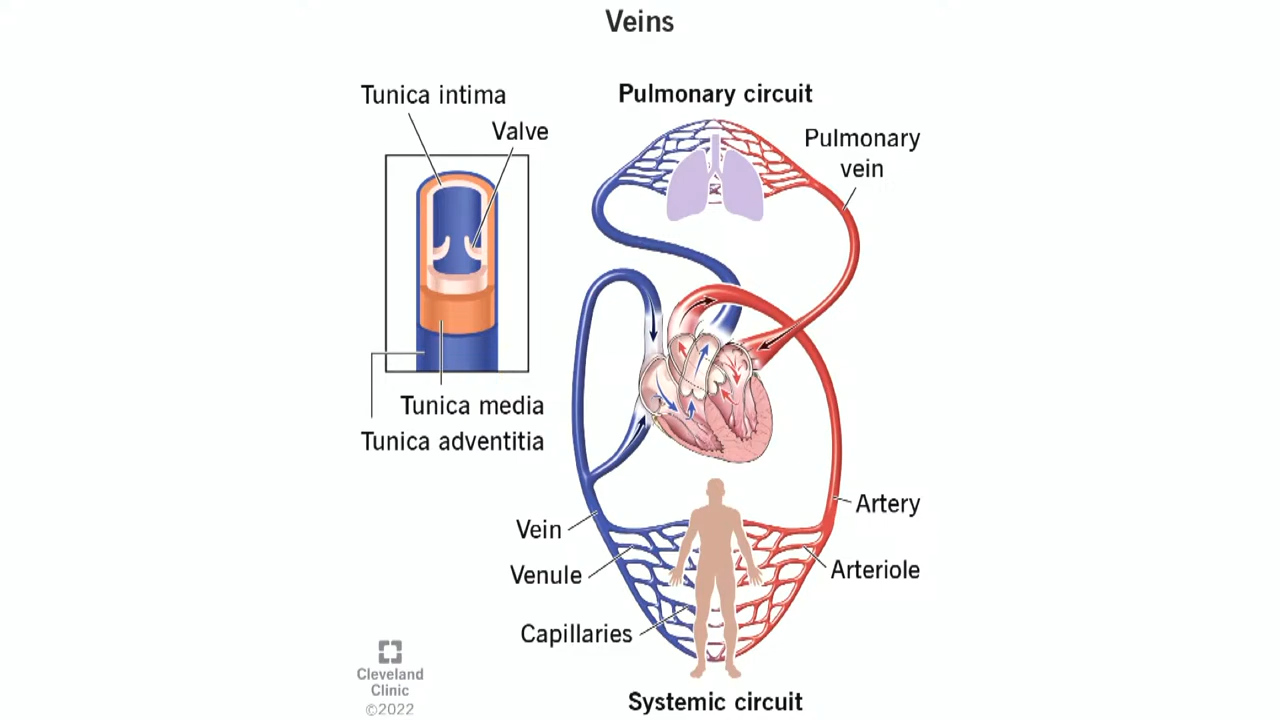 Veins
Tunica intima
Valve
Tunica media
Tunica adventitia
Pulmonary circuit
Pulmonary
vein
Artery
Arteriole
Vein
Venule
Capillaries
Systemic circuit
Cleveland
Clinic
©2022